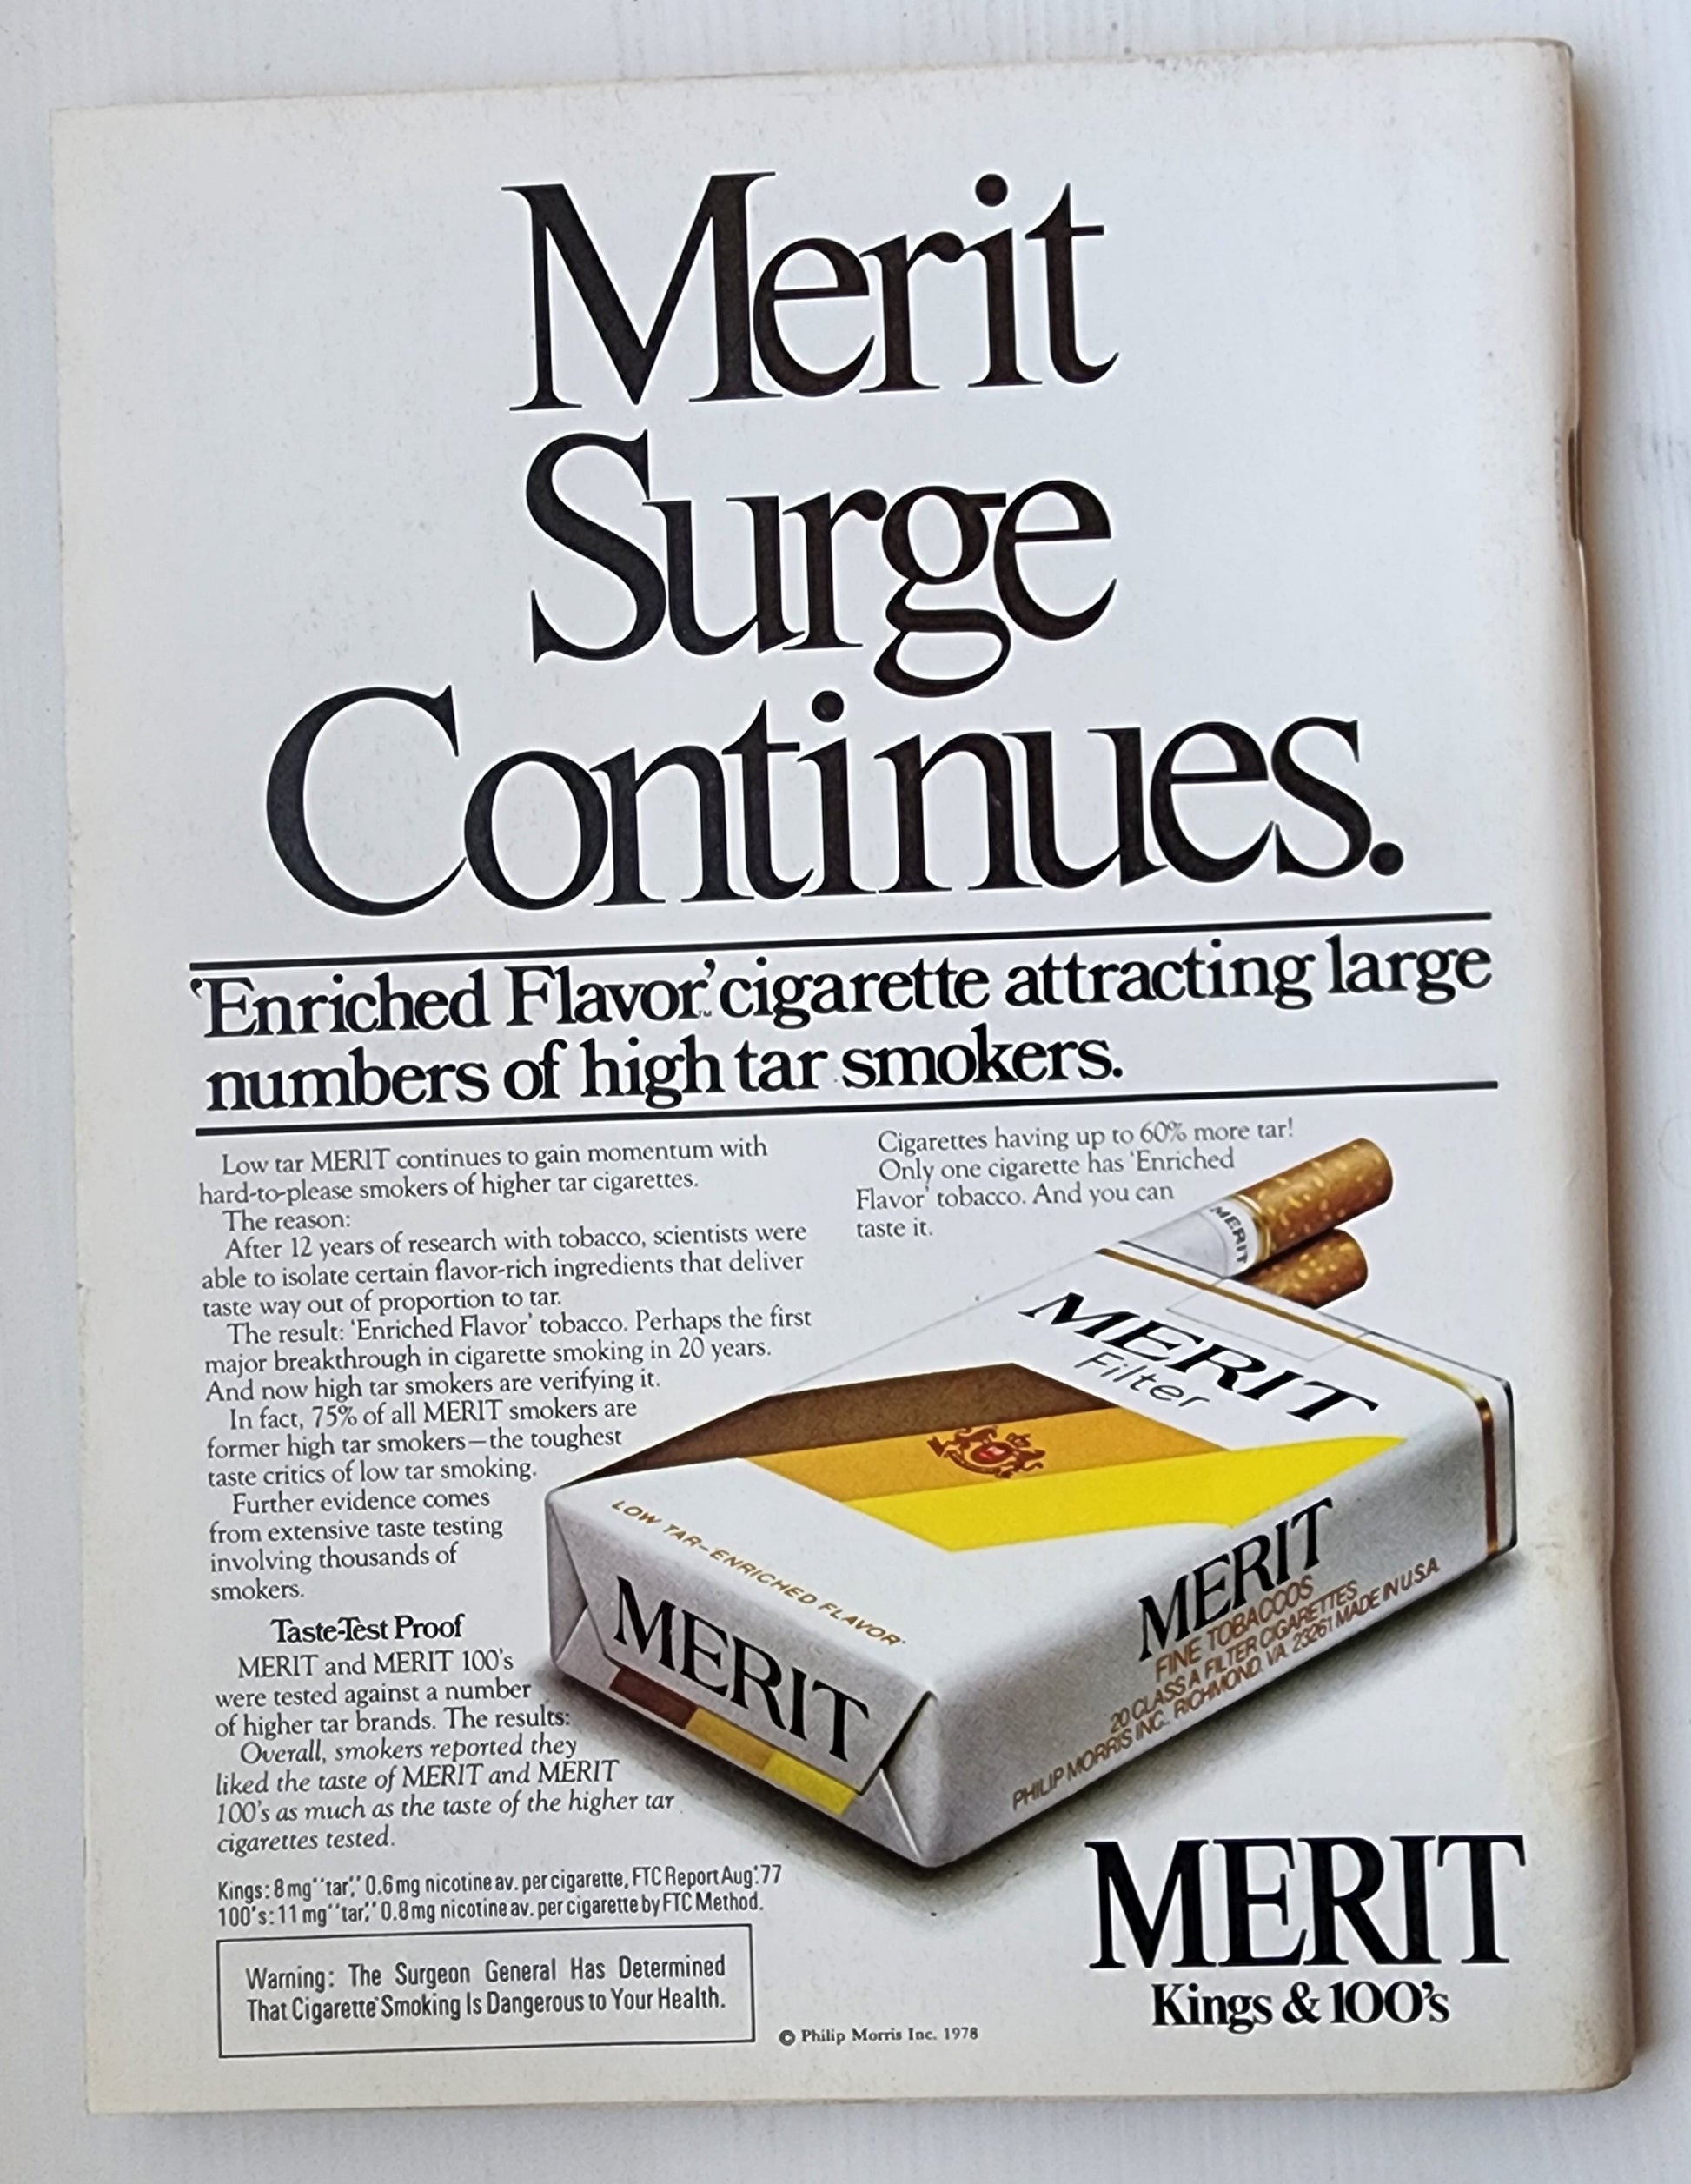 Merit
Surge
Continues.
'Enriched Flavor'™ cigarette attracting large
numbers of high tar smokers.
Low tar MERIT continues to gain momentum with
hard-to-please smokers of higher tar cigarettes.
The reason:
After 12 years of research with tobacco, scientists were
able to isolate certain flavor-rich ingredients that deliver
taste way out of proportion to tar.
The result: 'Enriched Flavor' tobacco. Perhaps the first
major breakthrough in cigarette smoking in 20 years.
And now high tar smokers are verifying it.
In fact, 75% of all MERIT smokers are
former high tar smokers—the toughest
taste critics of low tar smoking.
Further evidence comes
from extensive taste testing
involving thousands of
smokers.
Taste-Test Proof
MERIT and MERIT 100's
were tested against a number
of higher tar brands. The results:
Overall, smokers reported they
liked the taste of MERIT and MERIT
100's as much as the taste of the higher tar
cigarettes tested.
Cigarettes having up to 60% more tar!
Only one cigarette has 'Enriched
Flavor' tobacco. And you can
taste it.
MERIT
MERIT
Filter
LOW TAR–'ENRICHED FLAVOR'
MERIT
MERIT
FINE TOBACCOS
20 CLASS A FILTER CIGARETTES
PHILIP MORRIS INC. RICHMOND, VA. 23261 MADE IN U.S.A.
Kings: 8 mg "tar," 0.6 mg nicotine av. per cigarette, FTC Report Aug. '77
100's: 11 mg "tar," 0.8 mg nicotine av. per cigarette by FTC Method.
Warning: The Surgeon General Has Determined
That Cigarette Smoking Is Dangerous to Your Health.
© Philip Morris Inc. 1978
MERIT
Kings & 100's